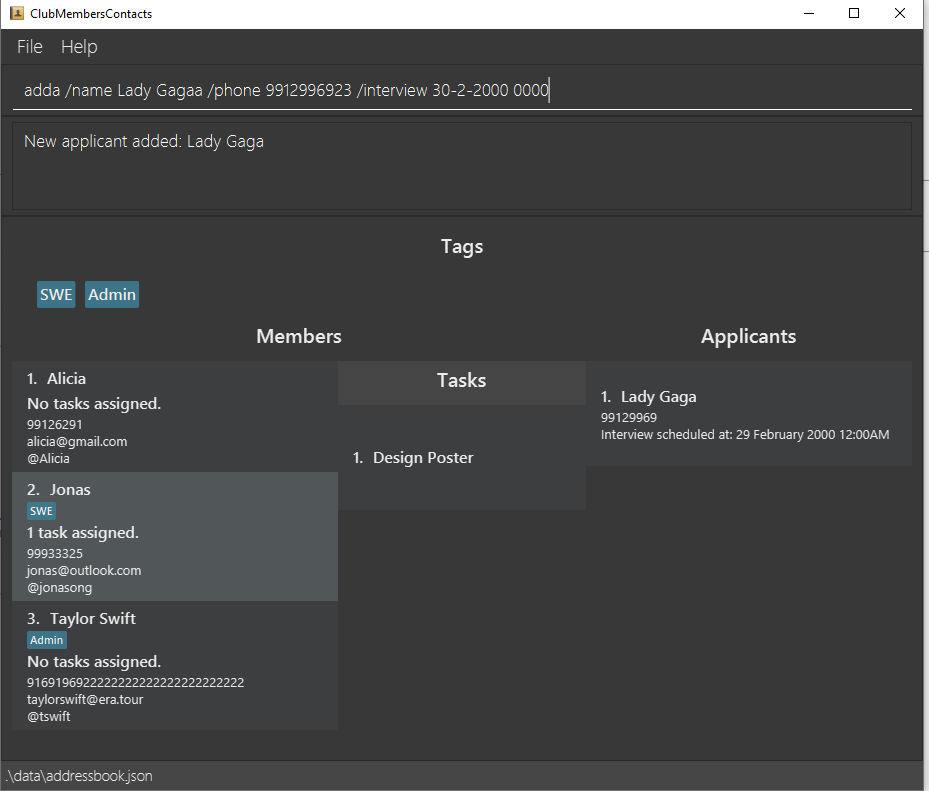 ClubMembersContacts
File Help
adda /name Lady Gagaa /phone 9912996923 /interview 30-2-2000 0000
New applicant added: Lady Gaga
Tags
SWE Admin
Members
Applicants
1. Alicia
No tasks assigned.
99126291
alicia@gmail.com
@Alicia
2. Jonas
SWE
1 task assigned.
99933325
jonas@outlook.com
@jonasong
3. Taylor Swift
Admin
No tasks assigned.
taylorswift@era.tour
@tswift
Tasks
1. Design Poster
1. Lady Gaga
99129969
Interview scheduled at: 29 February 2000 12:00AM
.\data\addressbook.json